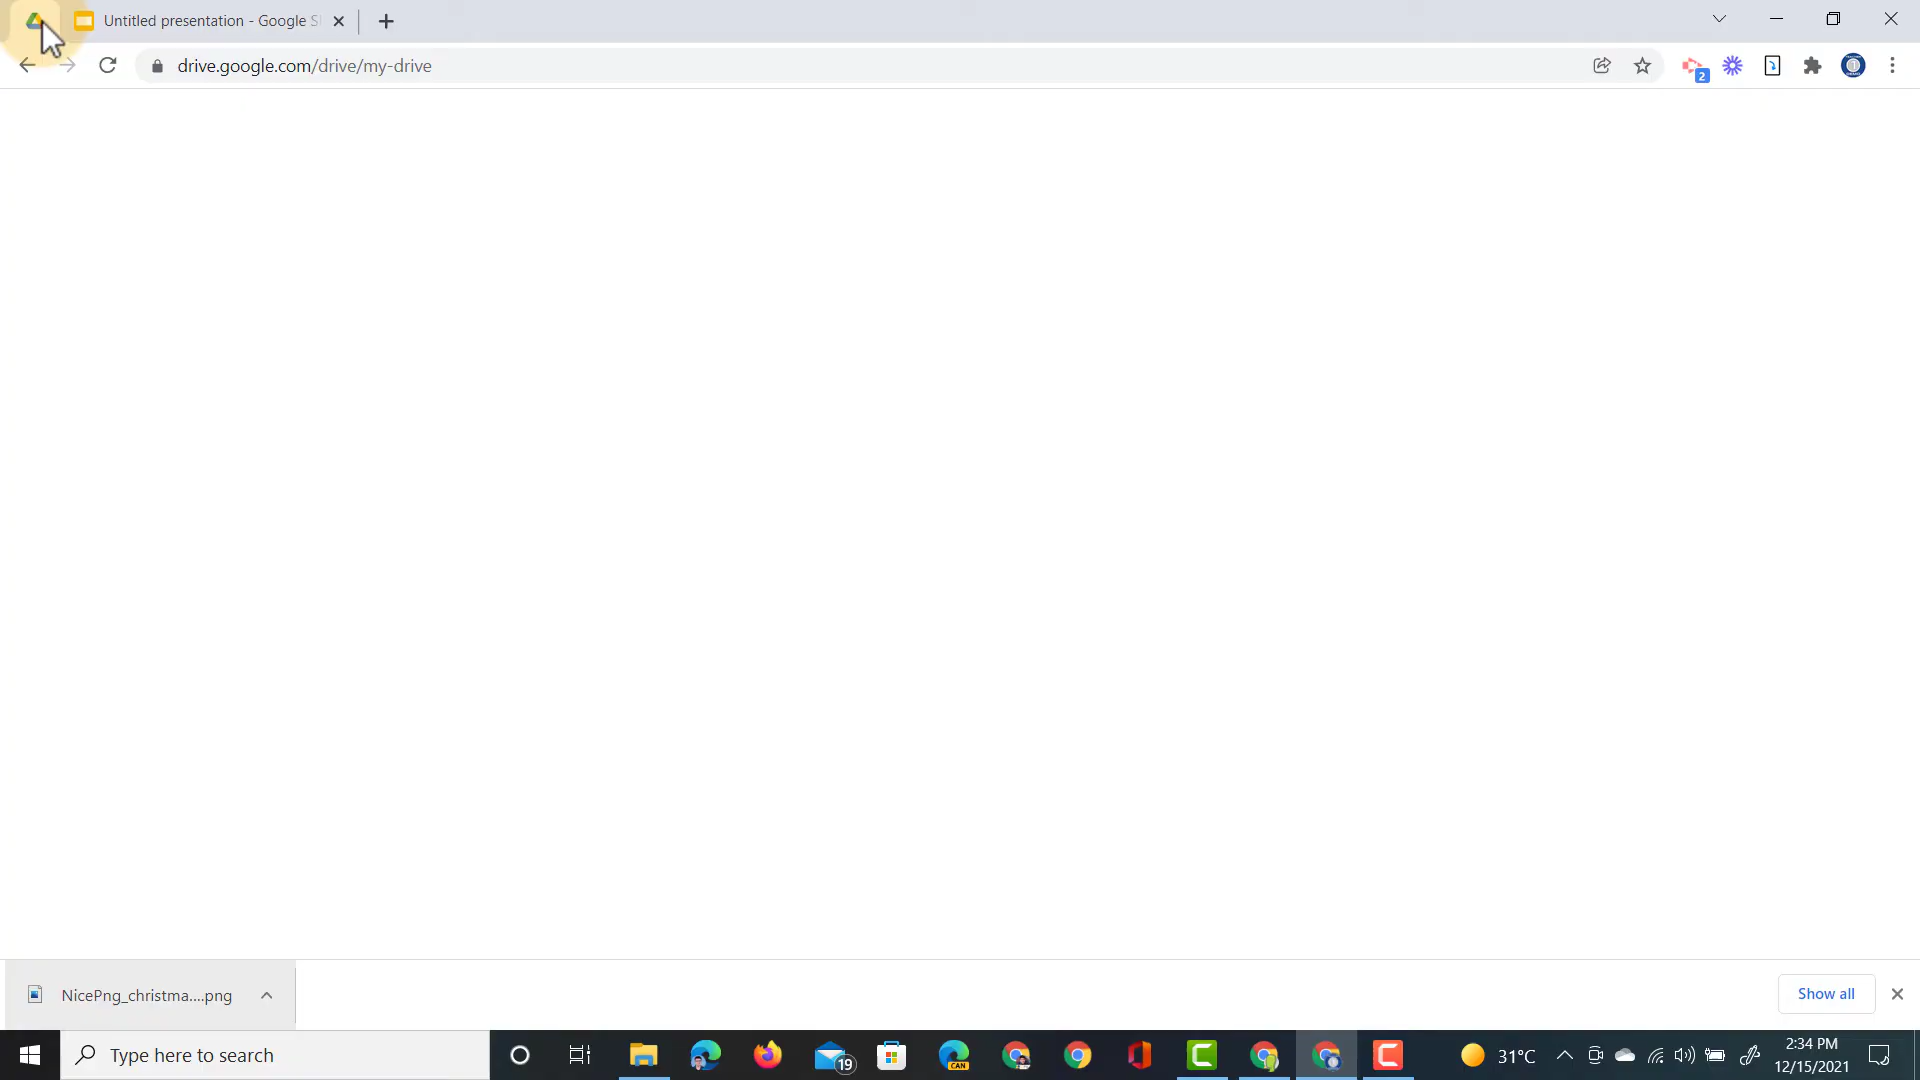 Untitled presentation - Google S
drive.google.com/drive/my-drive
2
NicePng_christma....png
Show all
Type here to search
19
CAN
31°C
2:34 PM
12/15/2021